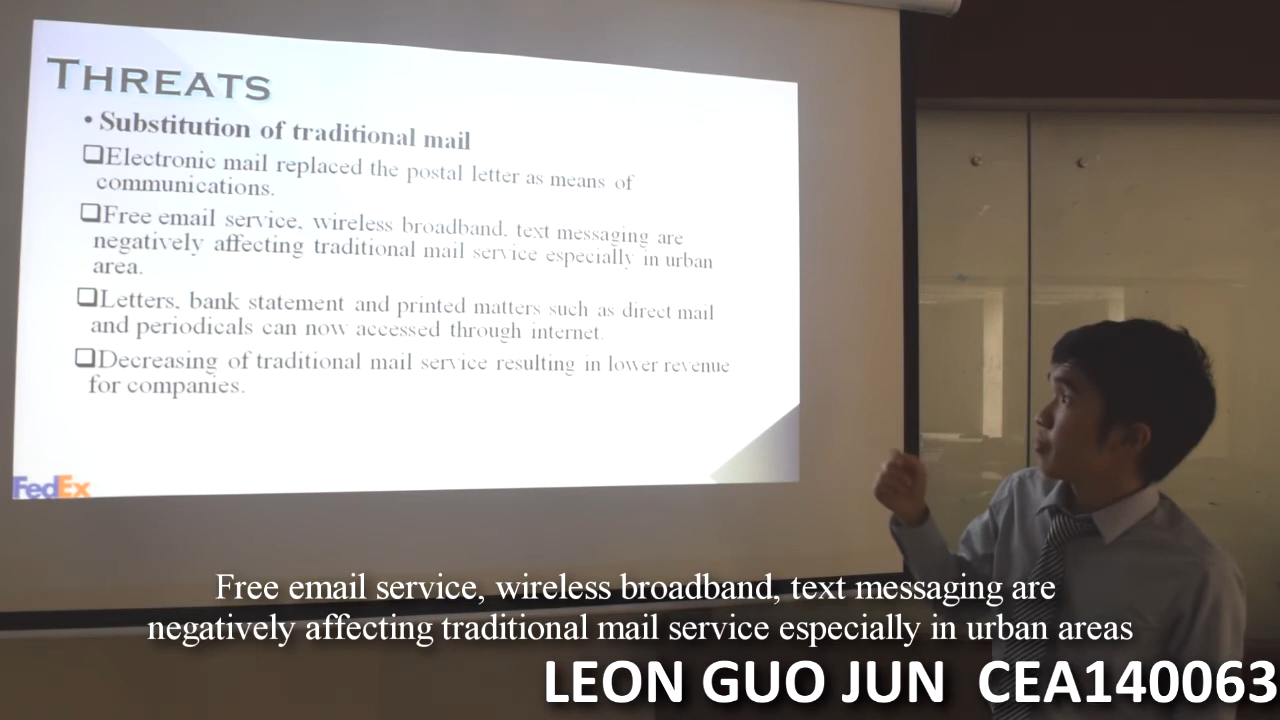 THREATS
• Substitution of traditional mail
❑Electronic mail replaced the postal letter as means of
communications.
❑Free email service, wireless broadband, text messaging are
negatively affecting traditional mail service especially in urban
area.
❑Letters, bank statement and printed matters such as direct mail
and periodicals can now accessed through internet.
❑Decreasing of traditional mail service resulting in lower revenue
for companies.
FedEx
Free email service, wireless broadband, text messaging are
negatively affecting traditional mail service especially in urban areas
LEON GUO JUN CEA140063